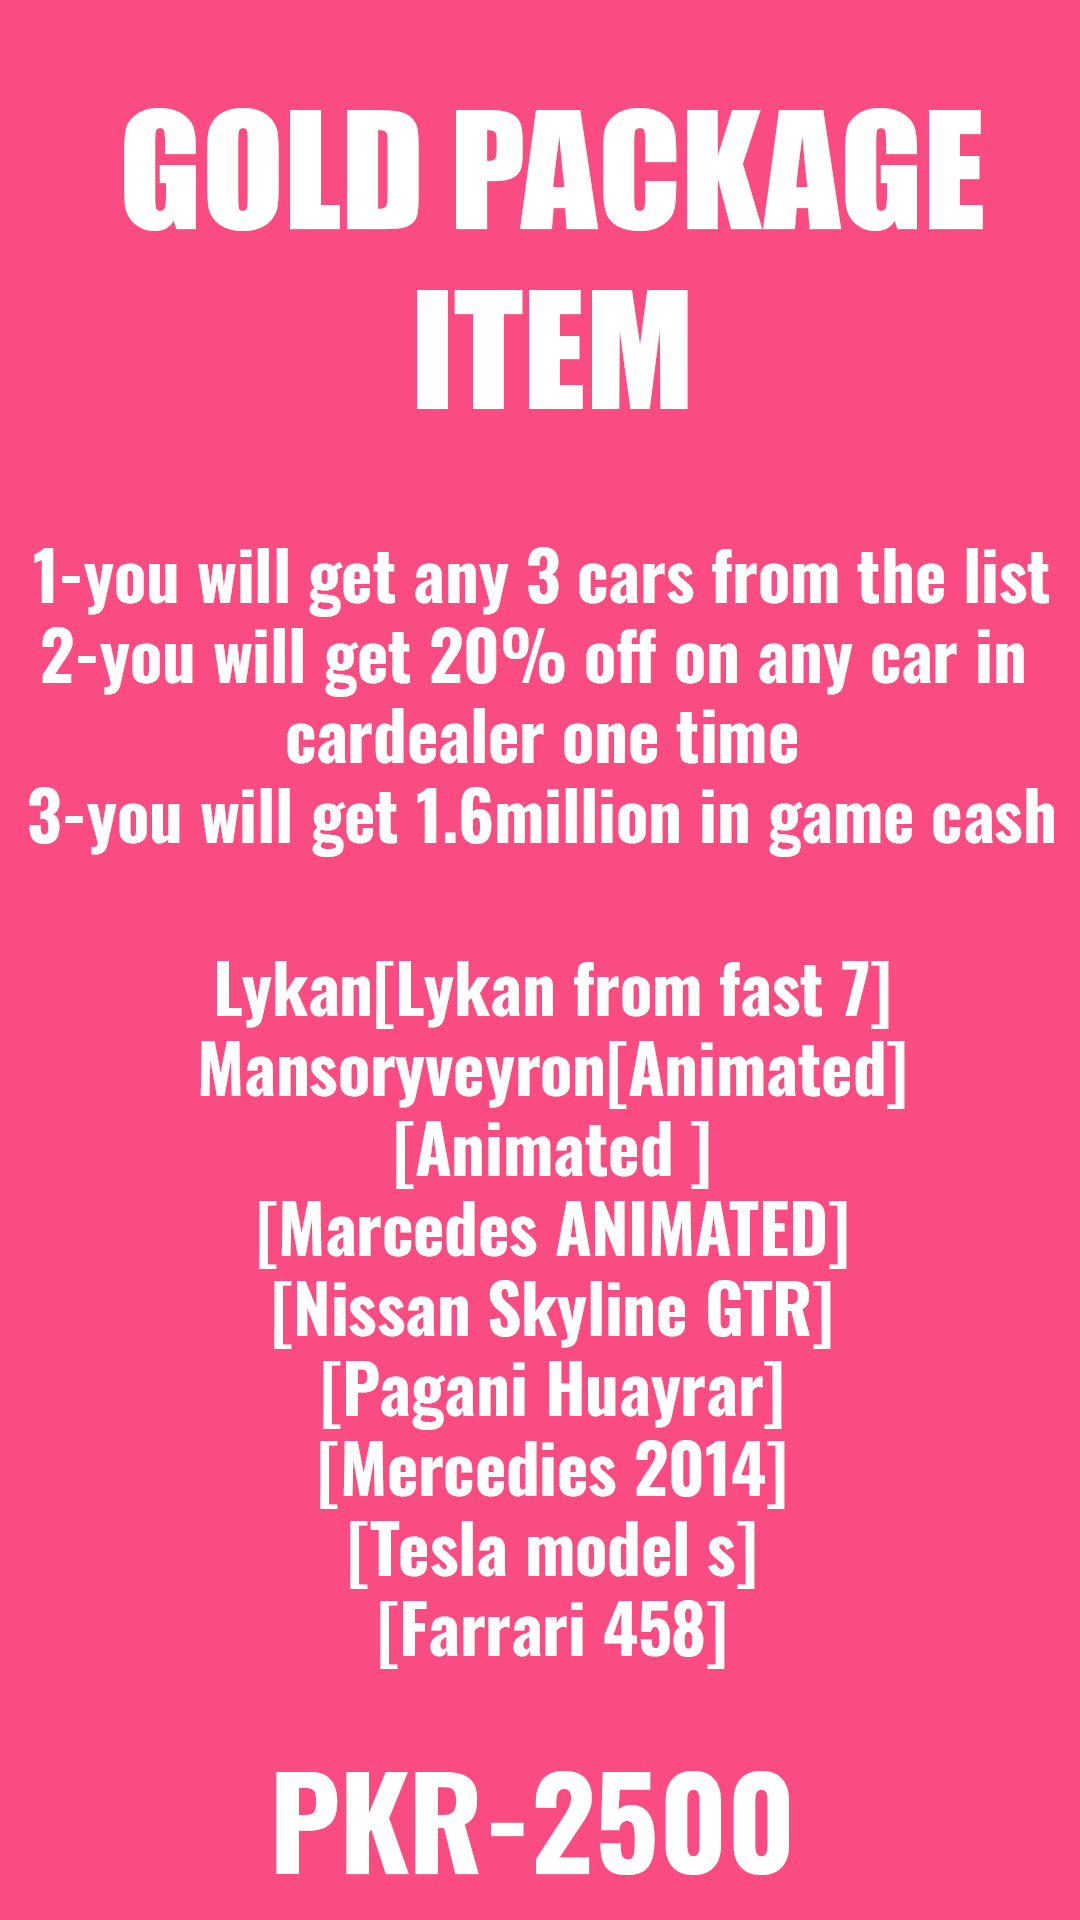 GOLD PACKAGE
ITEM
1-you will get any 3 cars from the list
2-you will get 20% off on any car in
cardealer one time
3-you will get 1.6million in game cash
Lykan[Lykan from fast 7]
Mansoryveyron[Animated]
[Animated ]
[Marcedes ANIMATED]
[Nissan Skyline GTR]
[Pagani Huayrar]
[Mercedies 2014]
[Tesla model s]
[Farrari 458]
PKR-2500